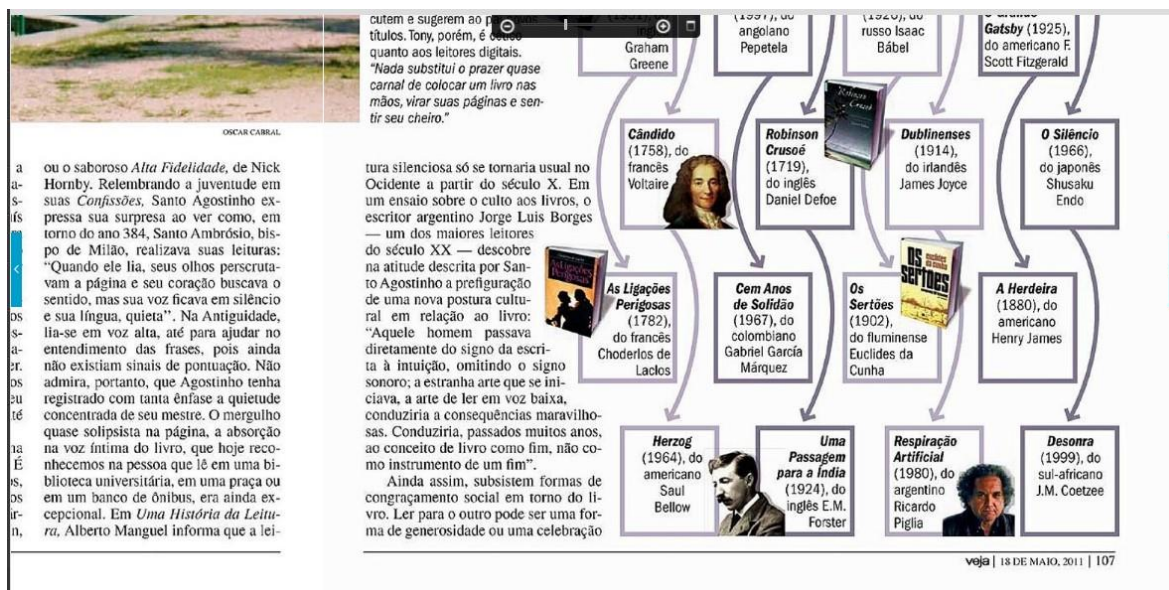 cutem e sugerem ao
títulos. Tony, porém, é
quanto aos leitores digitais.
"Nada substitui o prazer quase
carnal de colocar um livro nas
mãos, virar suas páginas e sen-
tir seu cheiro."
OSCAR CABRAL
ou o saboroso Alta Fidelidade, de Nick
Hornby. Relembrando a juventude em
suas Confissões, Santo Agostinho ex-
pressa sua surpresa ao ver como, em
torno do ano 384, Santo Ambrósio, bis-
po de Milão, realizava suas leituras:
"Quando ele lia, seus olhos perscruta-
vam a página e seu coração buscava o
sentido, mas sua voz ficava em silêncio
e sua língua, quieta". Na Antiguidade,
lia-se em voz alta, até para ajudar no
entendimento das frases, pois ainda
não existiam sinais de pontuação. Não
admira, portanto, que Agostinho tenha
registrado com tanta ênfase a quietude
concentrada de seu mestre. O mergulho
quase solipsista na página, a absorção
na voz íntima do livro, que hoje reco-
nhecemos na pessoa que lê em uma bi-
blioteca universitária, em uma praça ou
em um banco de ônibus, era ainda ex-
cepcional. Em Uma História da Leitu-
ra, Alberto Manguel informa que a lei-
tura silenciosa só se tornaria usual no
Ocidente a partir do século X. Em
um ensaio sobre o culto aos livros, o
escritor argentino Jorge Luis Borges
— um dos maiores leitores
do século XX — descobre
na atitude descrita por San-
to Agostinho a prefiguração
de uma nova postura cultu-
ral em relação ao livro:
"Aquele homem passava
diretamente do signo da escri-
ta à intuição, omitindo o signo
sonoro; a estranha arte que se ini-
ciava, a arte de ler em voz baixa,
conduziria a consequências maravilho-
sas. Conduziria, passados muitos anos,
ao conceito de livro como fim, não co-
mo instrumento de um fim".
Ainda assim, subsistem formas de
congraçamento social em torno do li-
vro. Ler para o outro pode ser uma for-
ma de generosidade ou uma celebração
Graham
Greene
(1997), do
angolano
Pepetela
(1926), do
russo Isaac
Bábel
O Grande
Gatsby (1925),
do americano F.
Scott Fitzgerald
Cândido
(1758), do
francês
Voltaire
Robinson
Crusoé
(1719),
do inglês
Daniel Defoe
Robinson
Crusoé
Dublinenses
(1914),
do irlandês
James Joyce
O Silêncio
(1966),
do japonês
Shusaku
Endo
As Ligações
Perigosas
As Ligações
Perigosas
(1782),
do francês
Choderlos de
Laclos
Cem Anos
de Solidão
(1967), do
colombiano
Gabriel García
Márquez
Os
Sertões
(1902),
do fluminense
Euclides da
Cunha
euclides da cunha
OS
SERTÕES
A Herdeira
(1880), do
americano
Henry James
Herzog
(1964), do
americano
Saul
Bellow
Uma
Passagem
para a Índia
(1924), do
inglês E.M.
Forster
Respiração
Artificial
(1980), do
argentino
Ricardo
Piglia
Desonra
(1999), do
sul-africano
J.M. Coetzee
veja | 18 DE MAIO, 2011 | 107